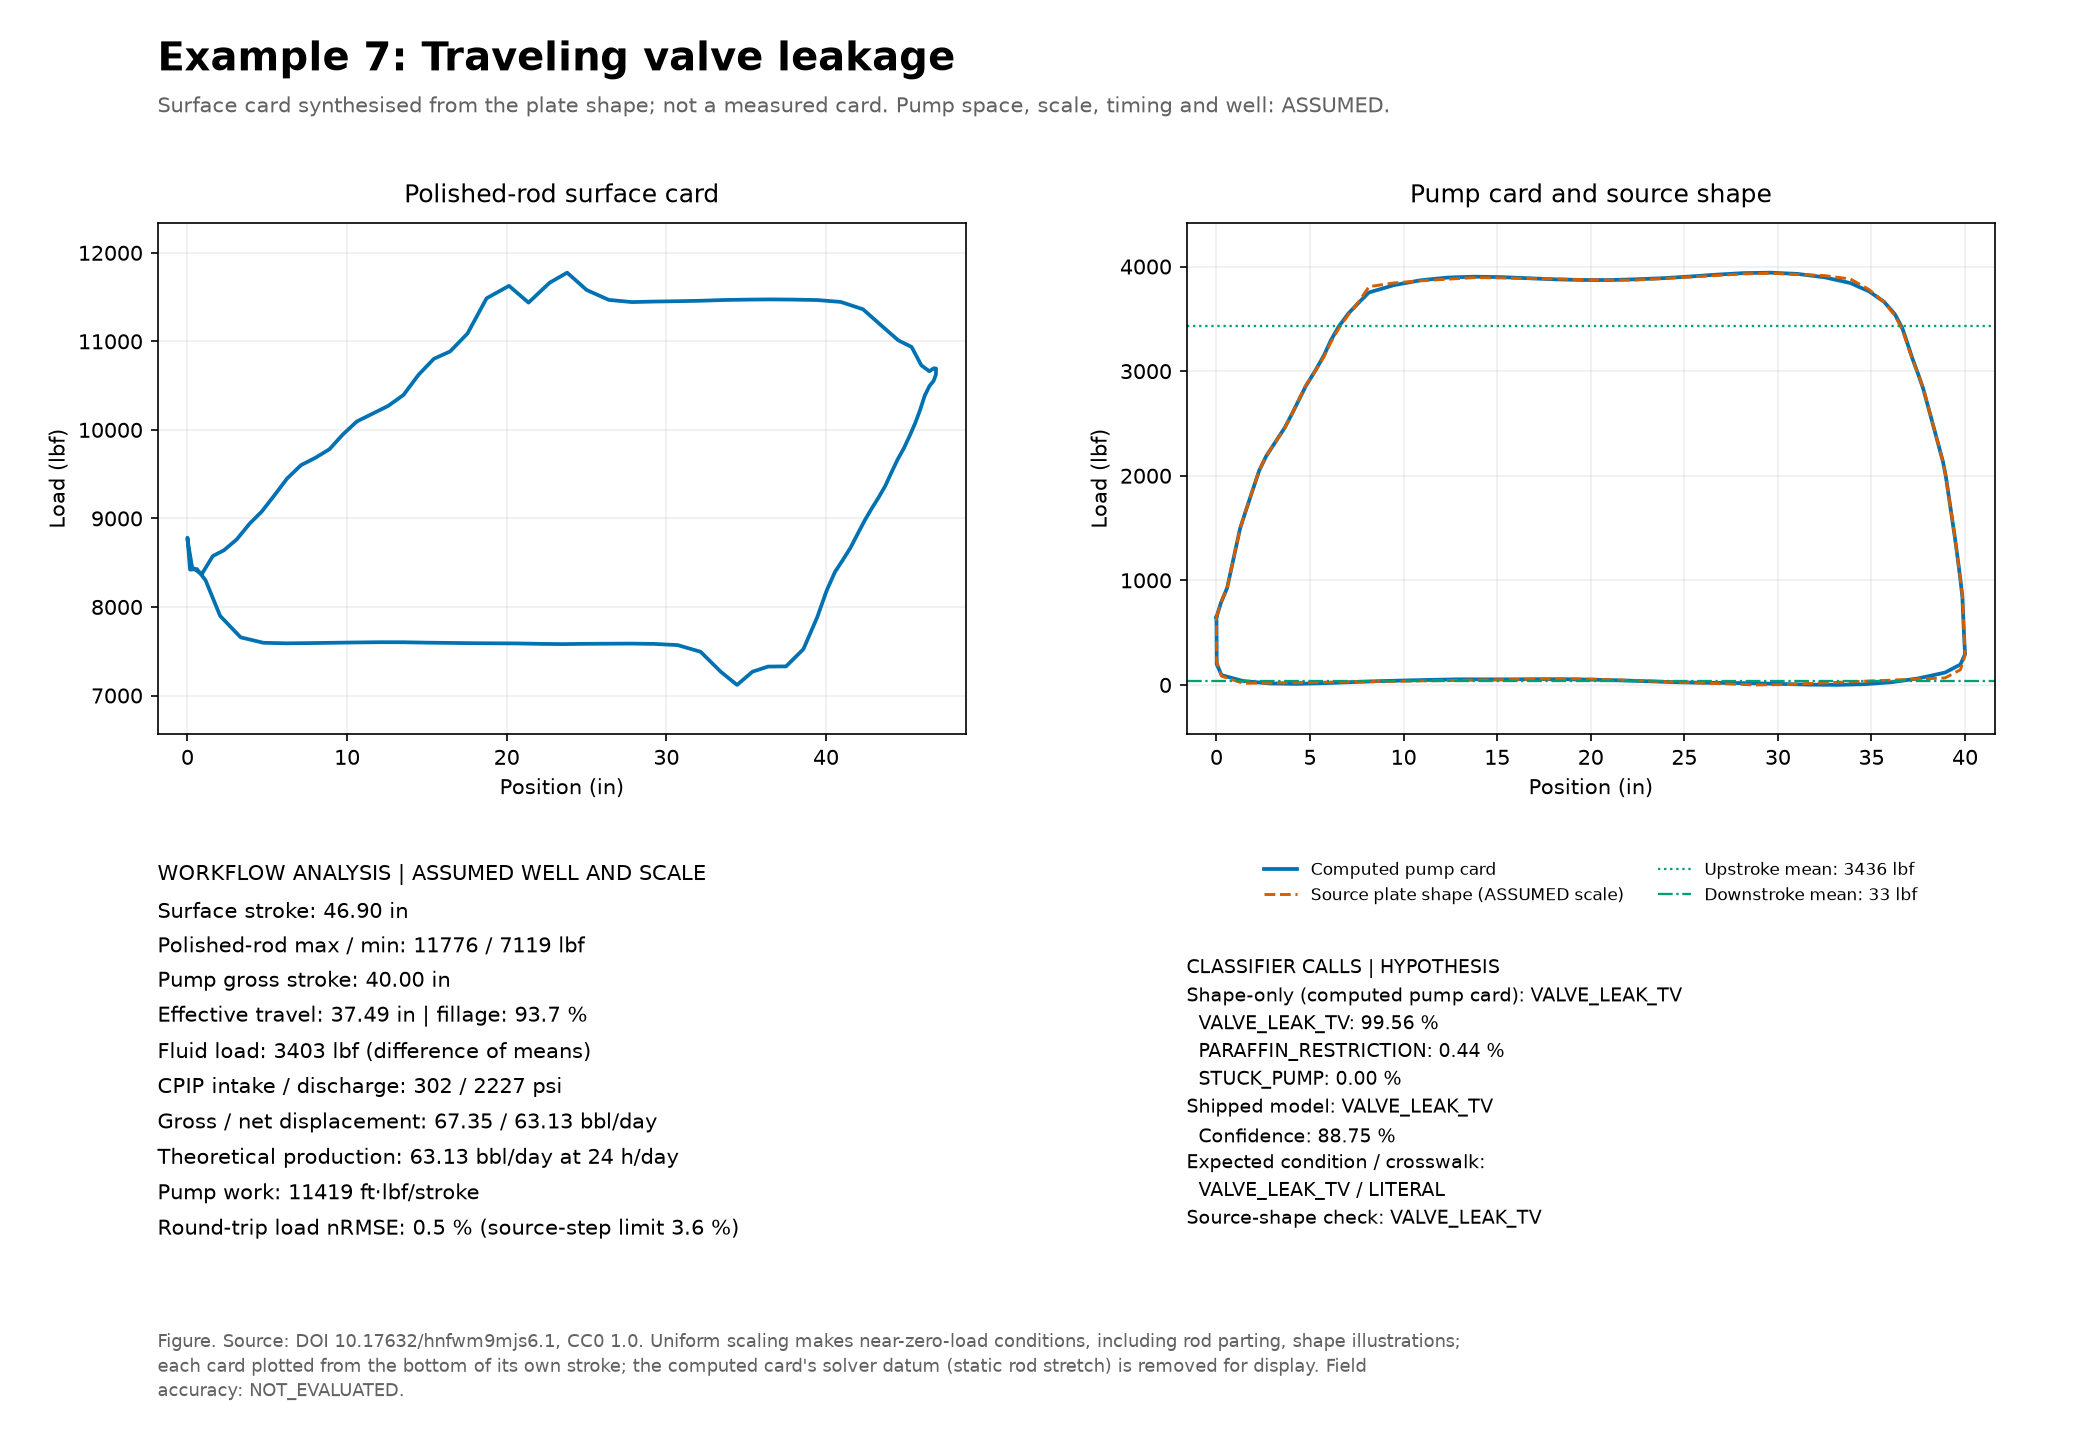 Example 7: Traveling valve leakage
Surface card synthesised from the plate shape; not a measured card. Pump space, scale, timing and well: ASSUMED.
Polished-rod surface card
12000
11000
10000
9000
8000
7000
Load (lbf)
0 10 20 30 40
Position (in)
Pump card and source shape
4000
3000
2000
1000
0
Load (lbf)
0 5 10 15 20 25 30 35 40
Position (in)
WORKFLOW ANALYSIS | ASSUMED WELL AND SCALE
Surface stroke: 46.90 in
Polished-rod max / min: 11776 / 7119 lbf
Pump gross stroke: 40.00 in
Effective travel: 37.49 in | fillage: 93.7 %
Fluid load: 3403 lbf (difference of means)
CPIP intake / discharge: 302 / 2227 psi
Gross / net displacement: 67.35 / 63.13 bbl/day
Theoretical production: 63.13 bbl/day at 24 h/day
Pump work: 11419 ft·lbf/stroke
Round-trip load nRMSE: 0.5 % (source-step limit 3.6 %)
Computed pump card
Source plate shape (ASSUMED scale)
Upstroke mean: 3436 lbf
Downstroke mean: 33 lbf
CLASSIFIER CALLS | HYPOTHESIS
Shape-only (computed pump card): VALVE_LEAK_TV
VALVE_LEAK_TV: 99.56 %
PARAFFIN_RESTRICTION: 0.44 %
STUCK_PUMP: 0.00 %
Shipped model: VALVE_LEAK_TV
Confidence: 88.75 %
Expected condition / crosswalk:
VALVE_LEAK_TV / LITERAL
Source-shape check: VALVE_LEAK_TV
Figure. Source: DOI 10.17632/hnfwm9mjs6.1, CC0 1.0. Uniform scaling makes near-zero-load conditions, including rod parting, shape illustrations;
each card plotted from the bottom of its own stroke; the computed card's solver datum (static rod stretch) is removed for display. Field
accuracy: NOT_EVALUATED.